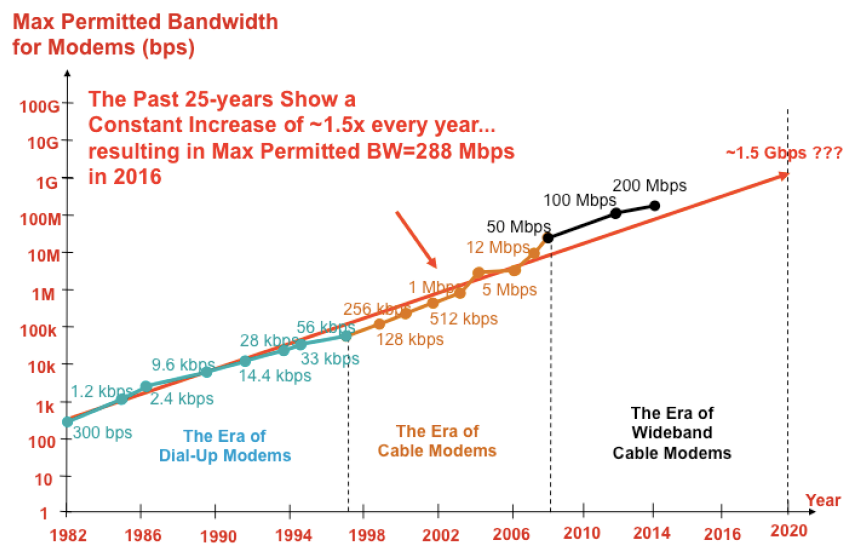 Max Permitted Bandwidth
for Modems (bps)
The Past 25-years Show a
Constant Increase of ~1.5x every year...
resulting in Max Permitted BW=288 Mbps
in 2016
100G
10G
1G
100M
10M
1M
100k
10k
1k
100
10
1
~1.5 Gbps ???
200 Mbps
100 Mbps
50 Mbps
12 Mbps
5 Mbps
1 Mbps
512 kbps
256 kbps
128 kbps
56 kbps
33 kbps
28 kbps
14.4 kbps
9.6 kbps
2.4 kbps
1.2 kbps
300 bps
The Era of
Dial-Up Modems
The Era of
Cable Modems
The Era of
Wideband
Cable Modems
Year
1982 1986 1990 1994 1998 2002 2006 2010 2014 2016 2020